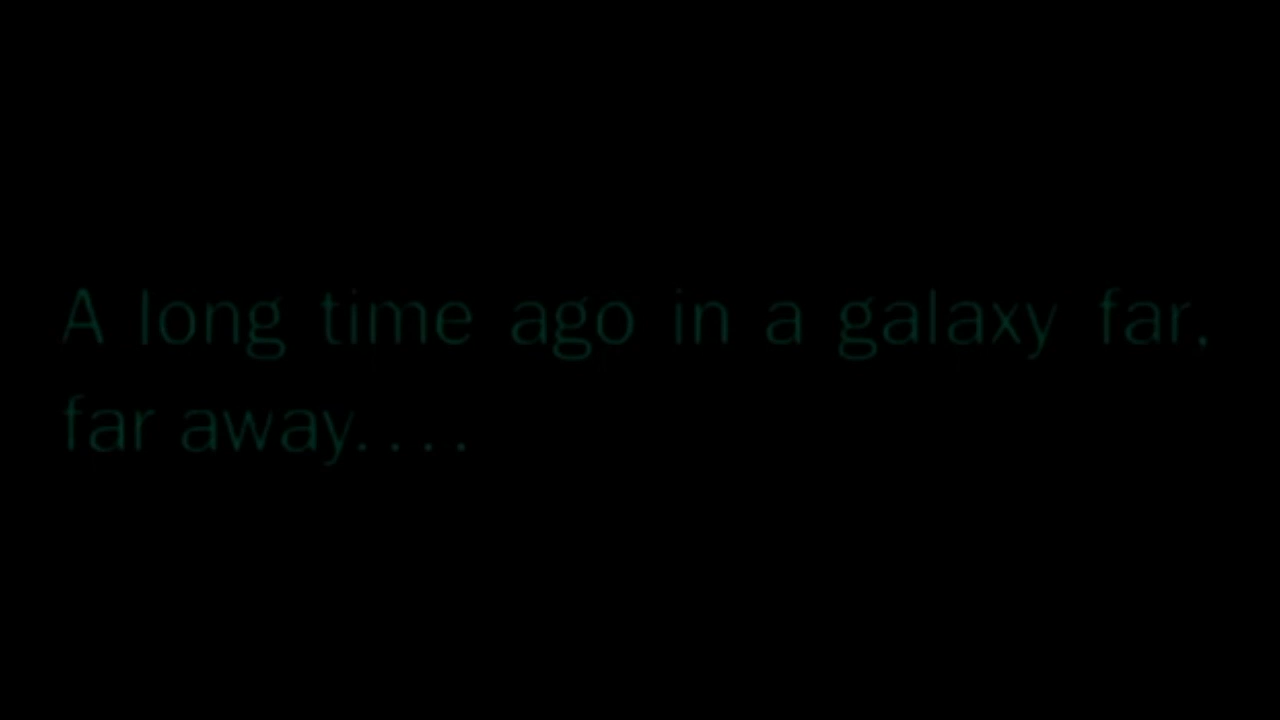 A long time ago in a galaxy far,
far away. . . .